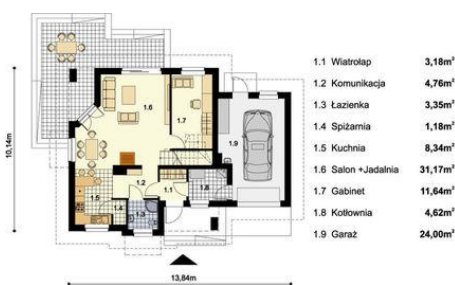 1.1 Wiatrołap 3,18m²
1.2 Komunikacja 4,76m²
1.3 Łazienka 3,35m²
1.4 Spiżarnia 1,18m²
1.5 Kuchnia 8,34m²
1.6 Salon +Jadalnia 31,17m²
1.7 Gabinet 11,64m²
1.8 Kotłownia 4,62m²
1.9 Garaż 24,00m²
10,14m
1.6
1.7
1.9
1.2
1.1
1.8
1.5
1.4
1.3
13,84m